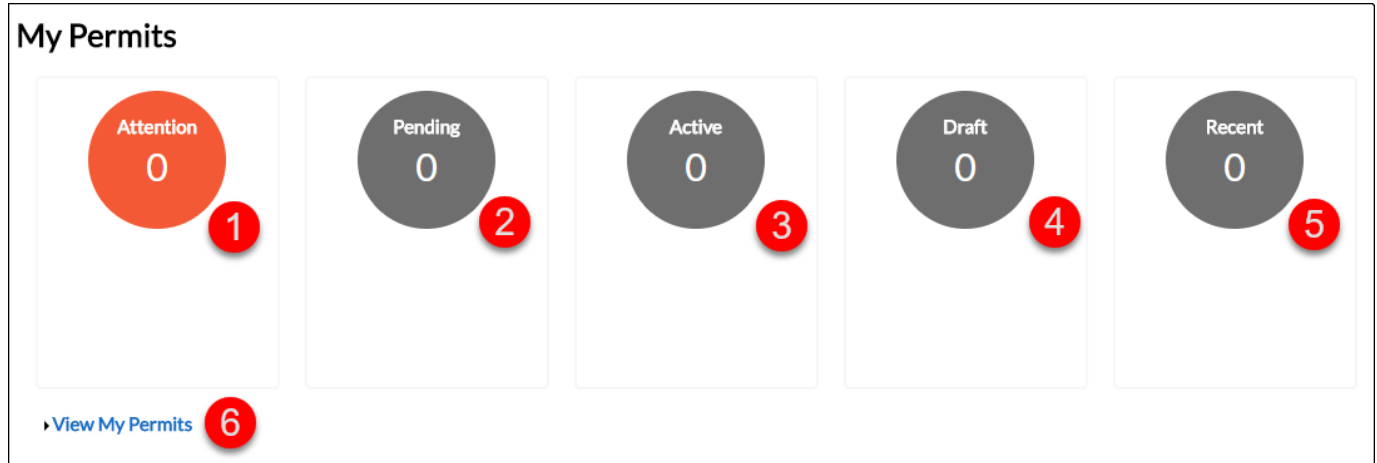 My Permits
Attention
0
1
Pending
0
2
Active
0
3
Draft
0
4
Recent
0
5
View My Permits
6